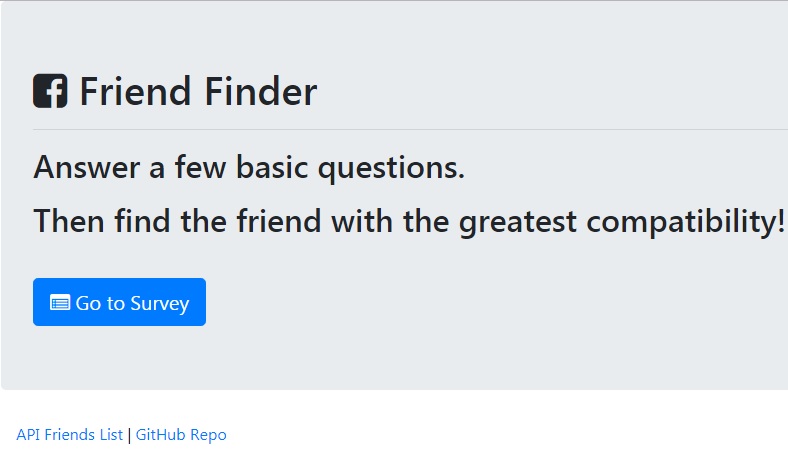 Friend Finder
Answer a few basic questions.
Then find the friend with the greatest compatibility!
Go to Survey
API Friends List | GitHub Repo